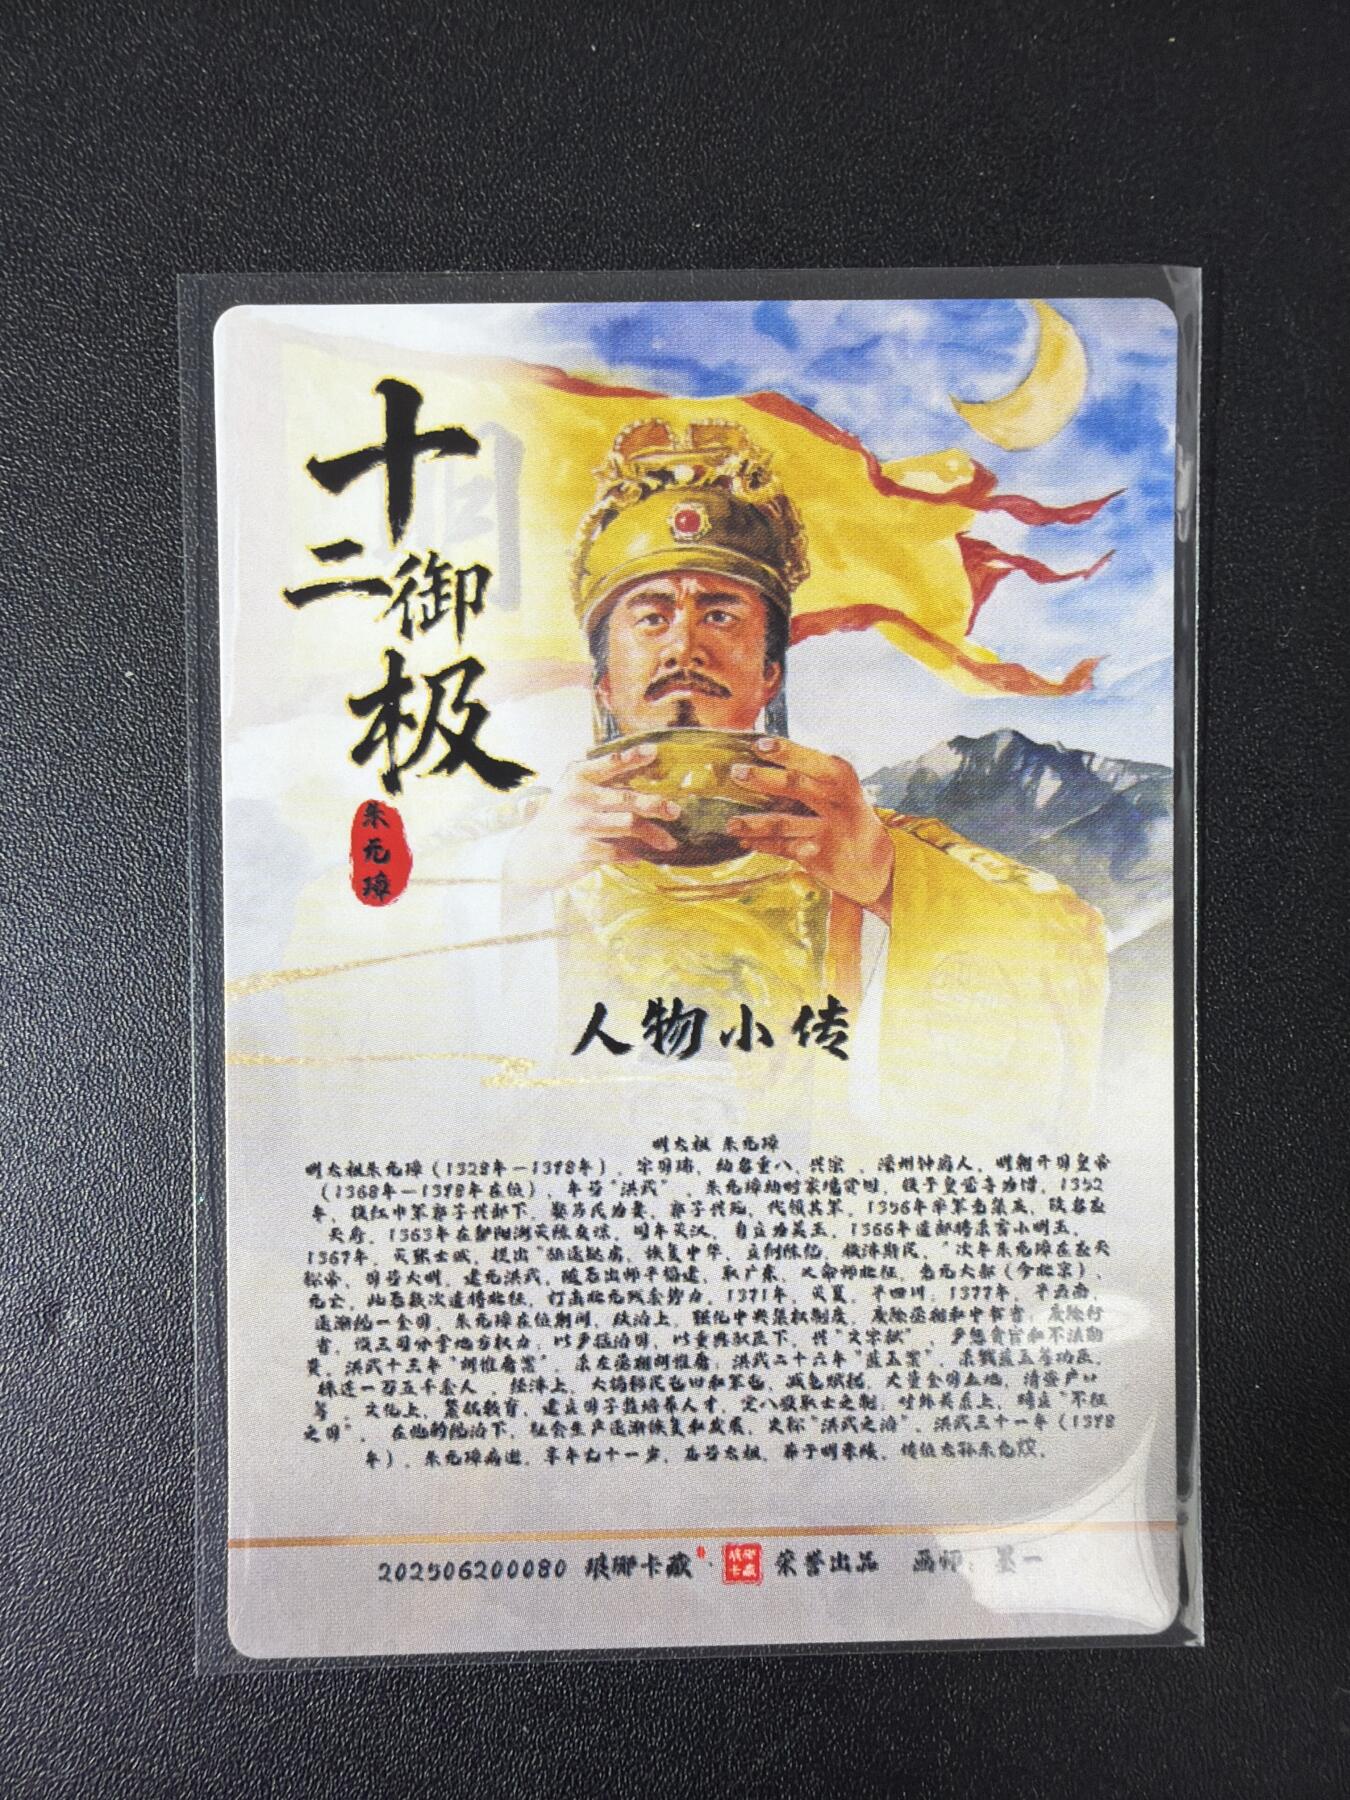 十二御极
朱元璋
明
人物小传
明太祖 朱元璋
明太祖朱元璋（1328年—1398年），字国瑞，幼名重八、兴宗，濠州钟离人，明朝开国皇帝
（1368年—1398年在位），年号“洪武”。朱元璋幼时家境贫困，投于皇觉寺为僧，1352
年，投红巾军郭子兴部下，娶马氏为妻，郭子兴死，代领其军，1356年率军克集庆，改名应
天府，1363年在鄱阳湖灭陈友谅，明年灭汉，自立为吴王，1366年遣部将杀害小明王，
1367年，灭张士诚，提出“驱逐鞑虏，恢复中华，立纲陈纪，救济斯民，”次年朱元璋在应天
称帝，国号大明，建元洪武，随后出师平福建、取广东，又命师北征，克元大都（今北京），
元亡，此后数次遣将北征，打击北元残余势力，1371年，灭夏，平四川，1377年，平云南，
逐渐统一全国，朱元璋在位期间，政治上，强化中央集权制度，废除丞相和中书省，废除行
省，设三司分掌地方权力，以严猛治国，以重典驭臣下，兴“文字狱”，严惩贪官和不法勋
贵，洪武十三年“胡惟庸案”，杀左丞相胡惟庸；洪武二十六年“蓝玉案”，杀戮蓝玉等功臣，
株连一万五千余人，经济上，大搞移民屯田和军屯，减免赋税，丈量全国土地，清查户口
等，文化上，紧抓教育，建立国子监培养人才，定八股取士之制；对外关系上，确立“不征
之国”，在他的统治下，社会生产逐渐恢复和发展，史称“洪武之治”，洪武三十一年（1398
年），朱元璋病逝，享年七十一岁，庙号太祖，葬于明孝陵，传位太孙朱允炆，
202506200080 琅琊卡藏 · 琅琊卡藏 荣誉出品 画师：墨一